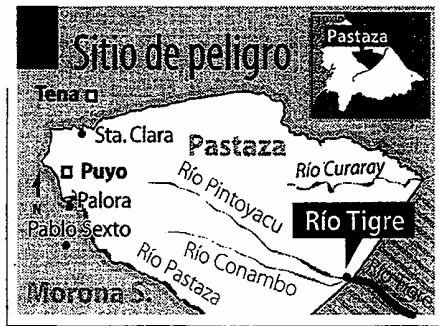 Sitio de peligro
Pastaza
Tena
Sta. Clara
Pastaza
Puyo
Río Curaray
Río Pintoyacu
N
Palora
Río Tigre
Pablo Sexto
Río Conambo
Río Pastaza
Río Tigre
Morona S.